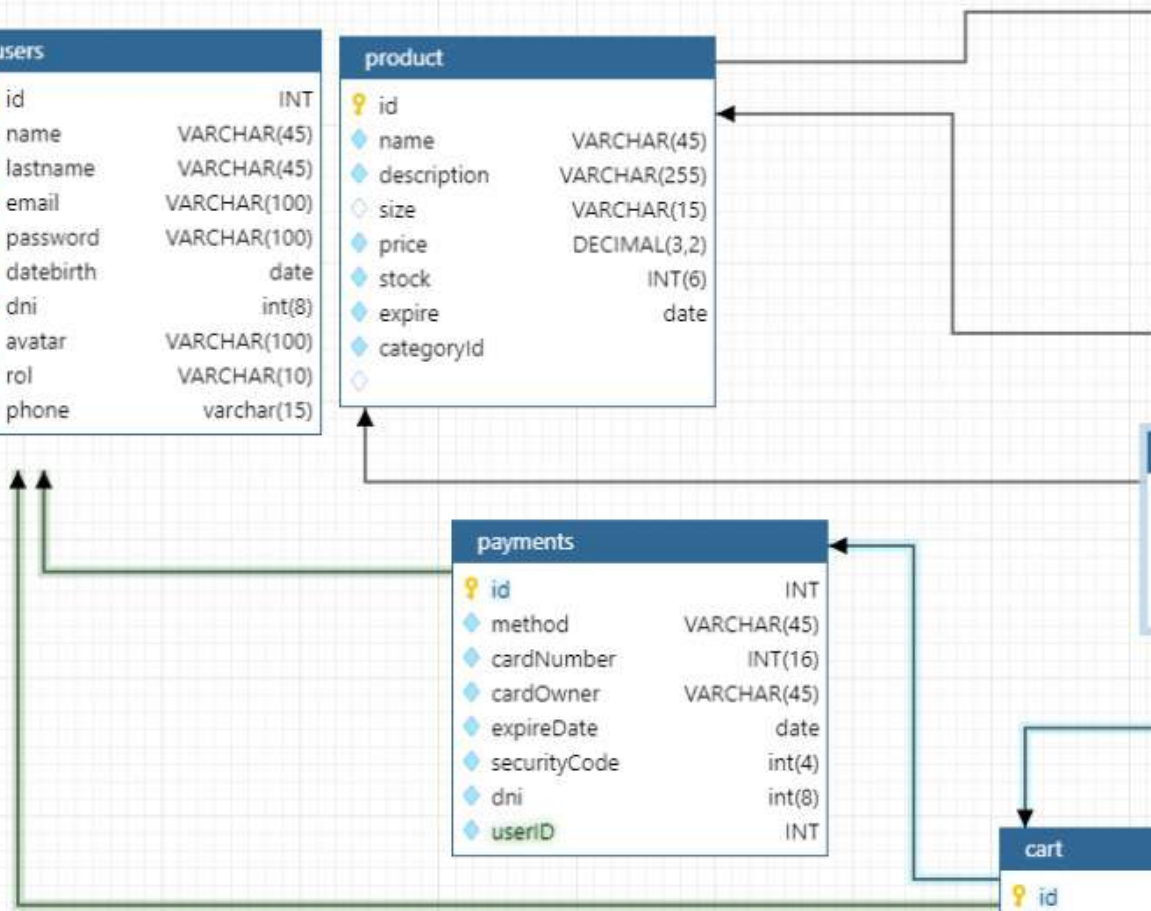 users
id INT
name VARCHAR(45)
lastname VARCHAR(45)
email VARCHAR(100)
password VARCHAR(100)
datebirth date
dni int(8)
avatar VARCHAR(100)
rol VARCHAR(10)
phone varchar(15)
product
id
name VARCHAR(45)
description VARCHAR(255)
size VARCHAR(15)
price DECIMAL(3,2)
stock INT(6)
expire date
categoryId
payments
id INT
method VARCHAR(45)
cardNumber INT(16)
cardOwner VARCHAR(45)
expireDate date
securityCode int(4)
dni int(8)
userID INT
cart
id